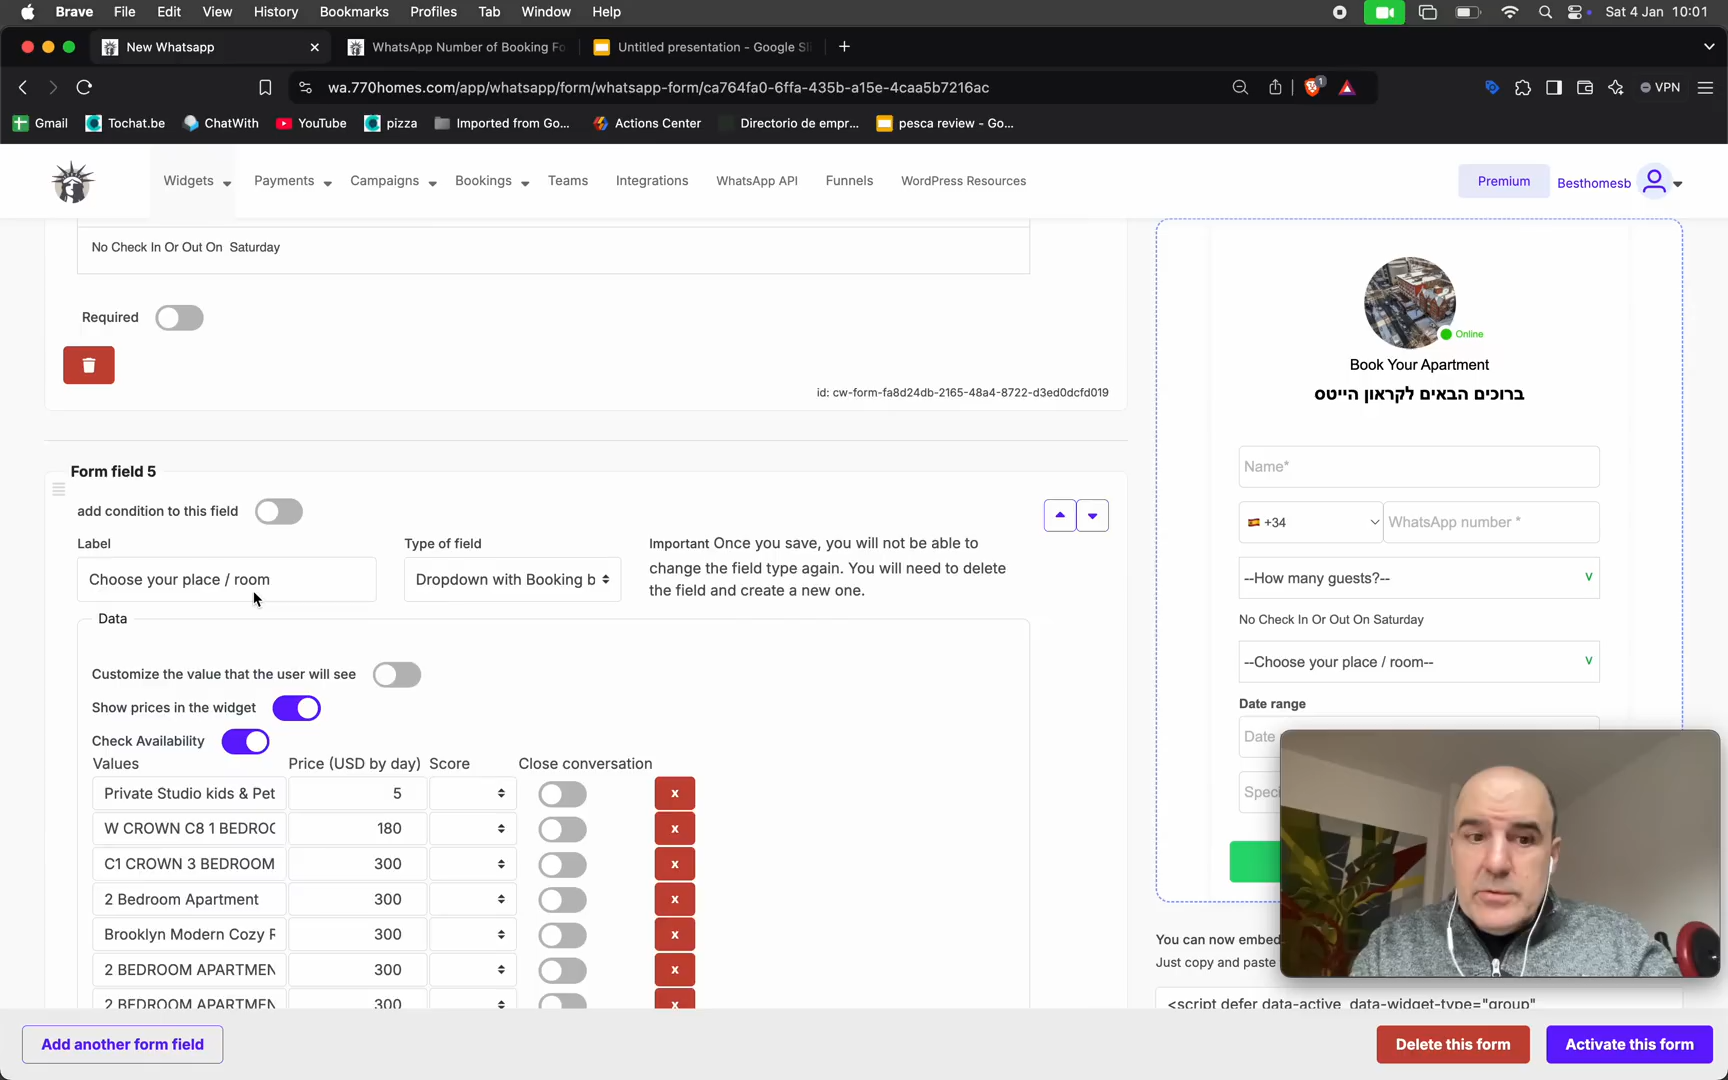 Brave File Edit View History Bookmarks Profiles Tab Window Help Sat 4 Jan 10:01
New Whatsapp WhatsApp Number of Booking Fo Untitled presentation - Google Sli
wa.770homes.com/app/whatsapp/form/whatsapp-form/ca764fa0-6ffa-435b-a15e-4caa5b7216ac 1 VPN
Gmail Tochat.be ChatWith YouTube pizza Imported from Go... Actions Center Directorio de empr... pesca review - Go...
Widgets Payments Campaigns Bookings Teams Integrations WhatsApp API Funnels WordPress Resources Premium Besthomesb
No Check In Or Out On Saturday
Required
id: cw-form-fa8d24db-2165-48a4-8722-d3ed0dcfd019
Form field 5
add condition to this field
Label
Type of field
Choose your place / room
Dropdown with Booking b
Important Once you save, you will not be able to
change the field type again. You will need to delete
the field and create a new one.
Data
Customize the value that the user will see
Show prices in the widget
Check Availability
Values Price (USD by day) Score Close conversation
Private Studio kids & Pet 5 x
W CROWN C8 1 BEDROO 180 x
C1 CROWN 3 BEDROOM 300 x
2 Bedroom Apartment 300 x
Brooklyn Modern Cozy R 300 x
2 BEDROOM APARTMEN 300 x
2 BEDROOM APARTMEN 300 x
Online
Book Your Apartment
ברוכים הבאים לקראון הייטס
Name*
+34 WhatsApp number *
--How many guests?--
No Check In Or Out On Saturday
--Choose your place / room--
Date range
Date
Speci
You can now embed
Just copy and paste
<script defer data-active data-widget-type="group"
Add another form field
Delete this form
Activate this form